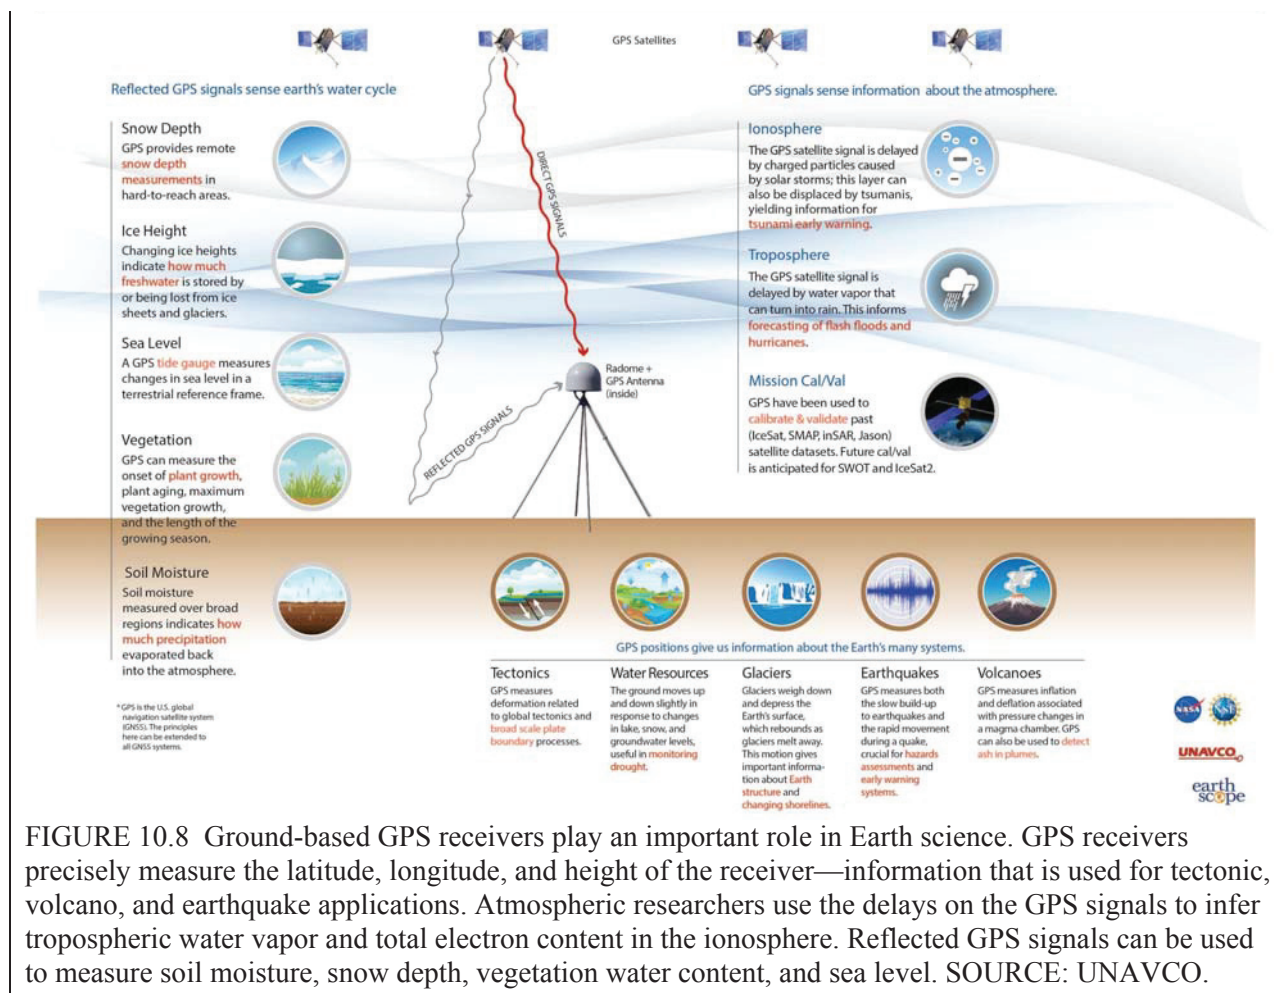 GPS Satellites
Reflected GPS signals sense earth's water cycle
Snow Depth
GPS provides remote
snow depth
measurements in
hard-to-reach areas.
Ice Height
Changing ice heights
indicate how much
freshwater is stored by
or being lost from ice
sheets and glaciers.
Sea Level
A GPS tide gauge measures
changes in sea level in a
terrestrial reference frame.
Vegetation
GPS can measure the
onset of plant growth,
plant aging, maximum
vegetation growth,
and the length of the
growing season.
Soil Moisture
Soil moisture
measured over broad
regions indicates how
much precipitation
evaporated back
into the atmosphere.
* GPS is the U.S. global
navigation satellite system
(GNSS). The principles
here can be extended to
all GNSS systems.
DIRECT GPS SIGNALS
REFLECTED GPS SIGNALS
Radome +
GPS Antenna
(inside)
GPS signals sense information about the atmosphere.
Ionosphere
The GPS satellite signal is delayed
by charged particles caused
by solar storms; this layer can
also be displaced by tsumanis,
yielding information for
tsunami early warning.
Troposphere
The GPS satellite signal is
delayed by water vapor that
can turn into rain. This informs
forecasting of flash floods and
hurricanes.
Mission Cal/Val
GPS have been used to
calibrate & validate past
(IceSat, SMAP, inSAR, Jason)
satellite datasets. Future cal/val
is anticipated for SWOT and IceSat2.
GPS positions give us information about the Earth's many systems.
Tectonics
GPS measures
deformation related
to global tectonics and
broad scale plate
boundary processes.
Water Resources
The ground moves up
and down slightly in
response to changes
in lake, snow, and
groundwater levels,
useful in monitoring
drought.
Glaciers
Glaciers weigh down
and depress the
Earth's surface,
which rebounds as
glaciers melt away.
This motion gives
important informa-
tion about Earth
structure and
changing shorelines.
Earthquakes
GPS measures both
the slow build-up
to earthquakes and
the rapid movement
during a quake,
crucial for hazards
assessments and
early warning
systems.
Volcanoes
GPS measures inflation
and deflation associated
with pressure changes in
a magma chamber. GPS
can also be used to detect
ash in plumes.
NASA
NSF
UNAVCO
earth
scope
FIGURE 10.8 Ground-based GPS receivers play an important role in Earth science. GPS receivers
precisely measure the latitude, longitude, and height of the receiver—information that is used for tectonic,
volcano, and earthquake applications. Atmospheric researchers use the delays on the GPS signals to infer
tropospheric water vapor and total electron content in the ionosphere. Reflected GPS signals can be used
to measure soil moisture, snow depth, vegetation water content, and sea level. SOURCE: UNAVCO.